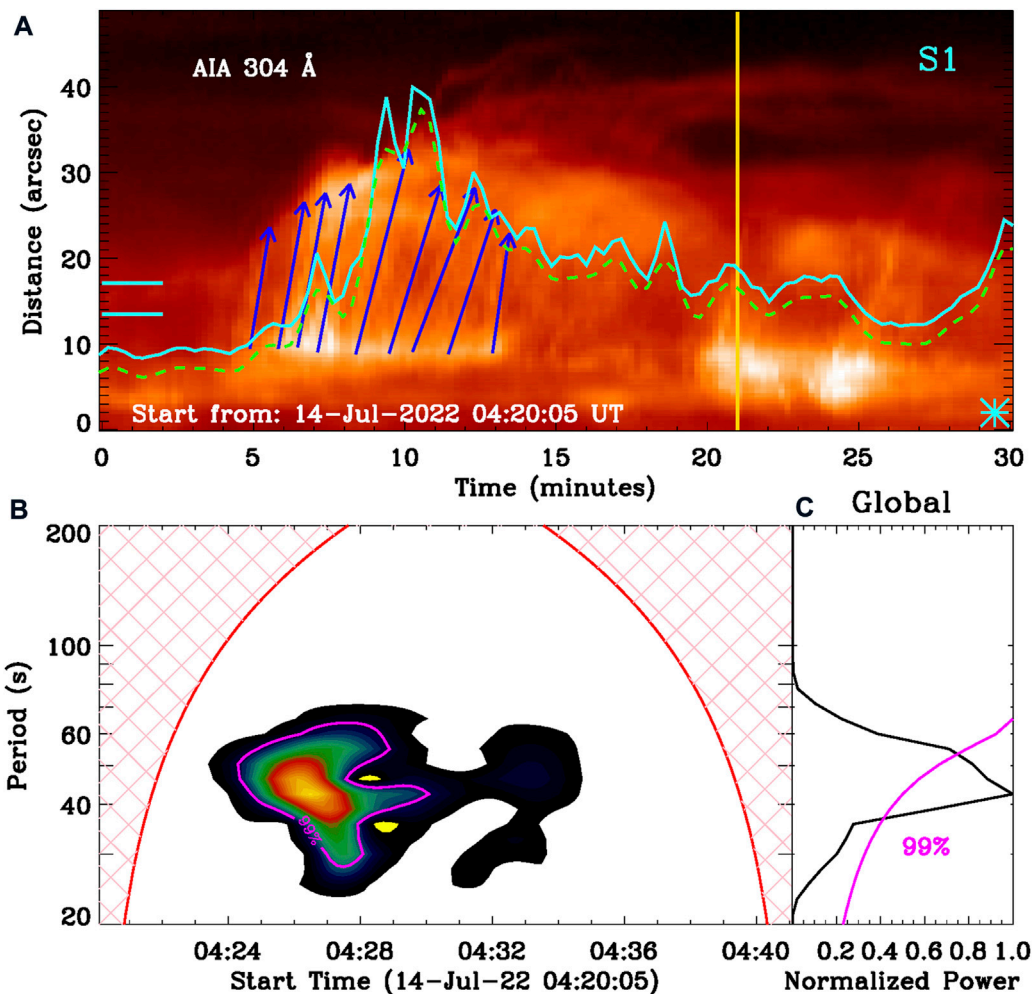 A
AIA 304 Å
S1
Distance (arcsec)
40
30
20
10
0
Start from: 14-Jul-2022 04:20:05 UT
0 5 10 15 20 25 30
Time (minutes)
B
C
Global
Period (s)
200
100
60
40
20
99%
99%
04:24 04:28 04:32 04:36 04:40
0.2 0.4 0.6 0.8 1.0
Start Time (14-Jul-22 04:20:05)
Normalized Power